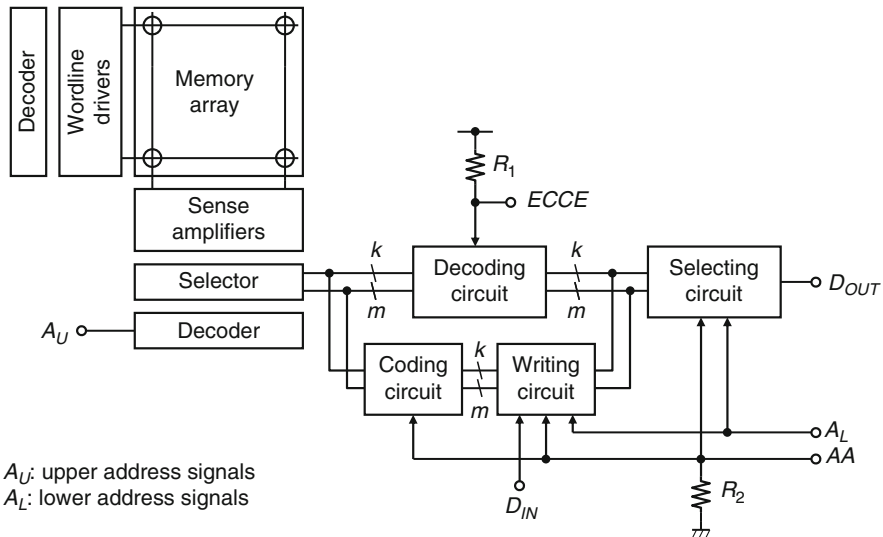 Decoder
Wordline
drivers
Memory
array
Sense
amplifiers
R1
ECCE
Selector
k
m
Decoding
circuit
k
m
Selecting
circuit
DOUT
AU
Decoder
Coding
circuit
k
m
Writing
circuit
AL
AA
AU: upper address signals
AL: lower address signals
DIN
R2